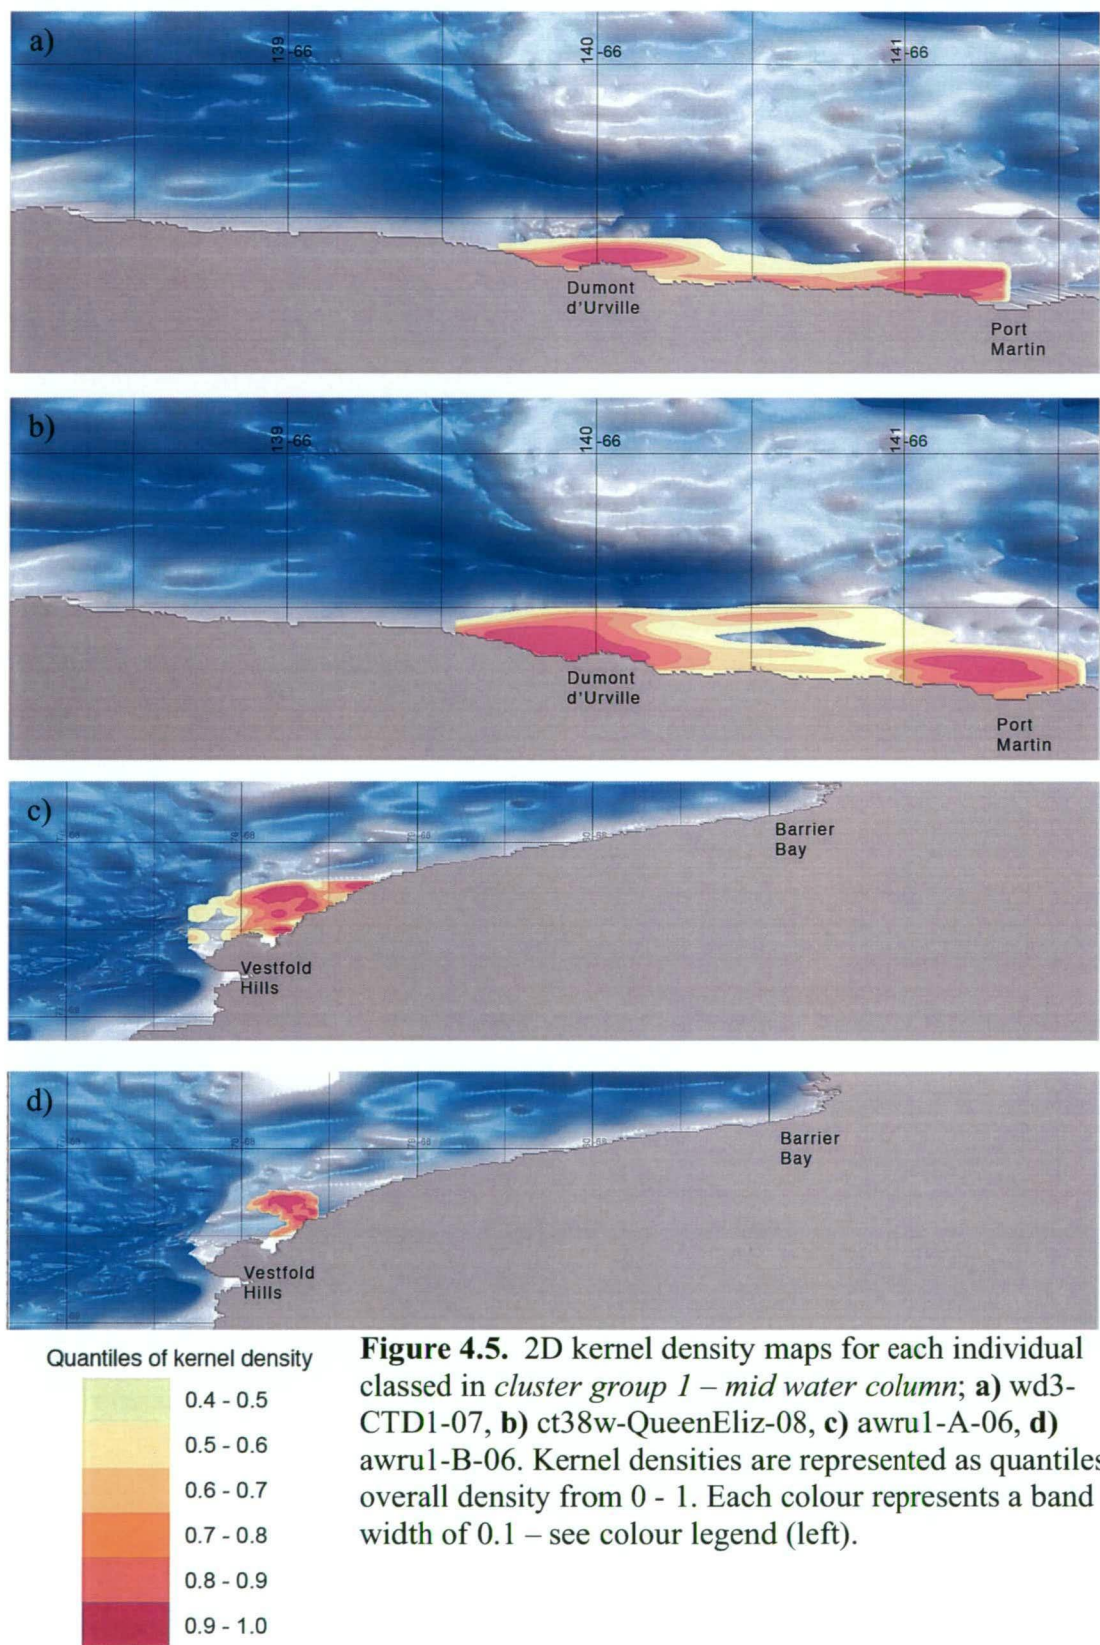 a)
139 -66
140 -66
141 -66
Dumont
d'Urville
Port
Martin
b)
139 -66
140 -66
141 -66
Dumont
d'Urville
Port
Martin
c)
Barrier
Bay
Vestfold
Hills
d)
Barrier
Bay
Vestfold
Hills
Quantiles of kernel density
0.4 - 0.5
0.5 - 0.6
0.6 - 0.7
0.7 - 0.8
0.8 - 0.9
0.9 - 1.0
Figure 4.5. 2D kernel density maps for each individual
classed in cluster group 1 – mid water column; a) wd3-
CTD1-07, b) ct38w-QueenEliz-08, c) awru1-A-06, d)
awru1-B-06. Kernel densities are represented as quantiles
overall density from 0 - 1. Each colour represents a band
width of 0.1 – see colour legend (left).